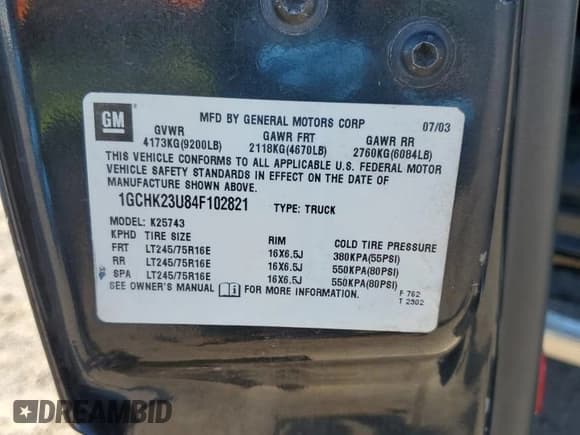 GM
MFD BY GENERAL MOTORS CORP 07/03
GVWR GAWR FRT GAWR RR
4173KG(9200LB) 2118KG(4670LB) 2760KG(6084LB)
THIS VEHICLE CONFORMS TO ALL APPLICABLE U.S. FEDERAL MOTOR
VEHICLE SAFETY STANDARDS IN EFFECT ON THE DATE OF
MANUFACTURE SHOWN ABOVE.
1GCHK23U84F102821 TYPE: TRUCK
MODEL: K25743
KPHD TIRE SIZE RIM COLD TIRE PRESSURE
FRT LT245/75R16E 16X6.5J 380KPA(55PSI)
RR LT245/75R16E 16X6.5J 550KPA(80PSI)
SPA LT245/75R16E 16X6.5J 550KPA(80PSI)
SEE OWNER'S MANUAL FOR MORE INFORMATION.
F 762
T 2302
DREAMBID